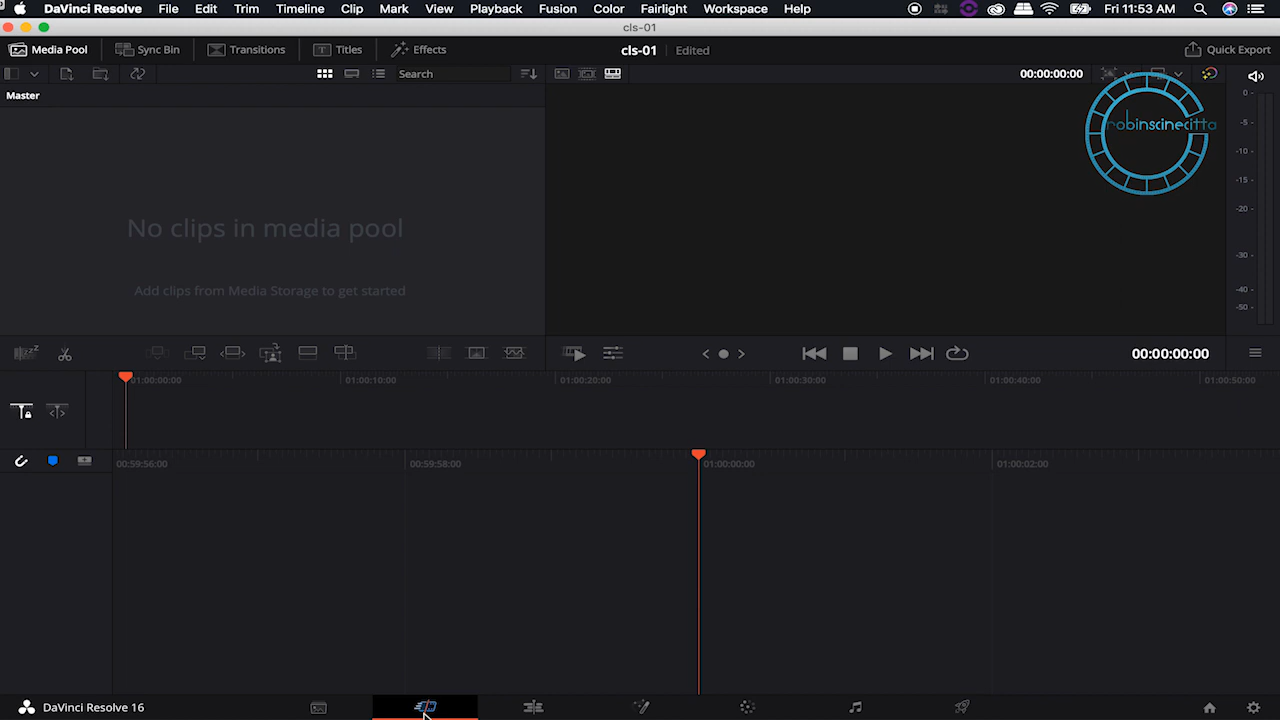 DaVinci Resolve File Edit Trim Timeline Clip Mark View Playback Fusion Color Fairlight Workspace Help Fri 11:53 AM
cls-01
Media Pool Sync Bin Transitions Titles Effects cls-01 Edited Quick Export
Search 00:00:00:00
Master
robinscinecitta
0 -
-5 -
-10 -
-15 -
-20 -
-30 -
-40 -
-50 -
No clips in media pool
Add clips from Media Storage to get started
00:00:00:00
01:00:00:00 01:00:10:00 01:00:20:00 01:00:30:00 01:00:40:00 01:00:50:00
00:59:56:00 00:59:58:00 01:00:00:00 01:00:02:00
DaVinci Resolve 16